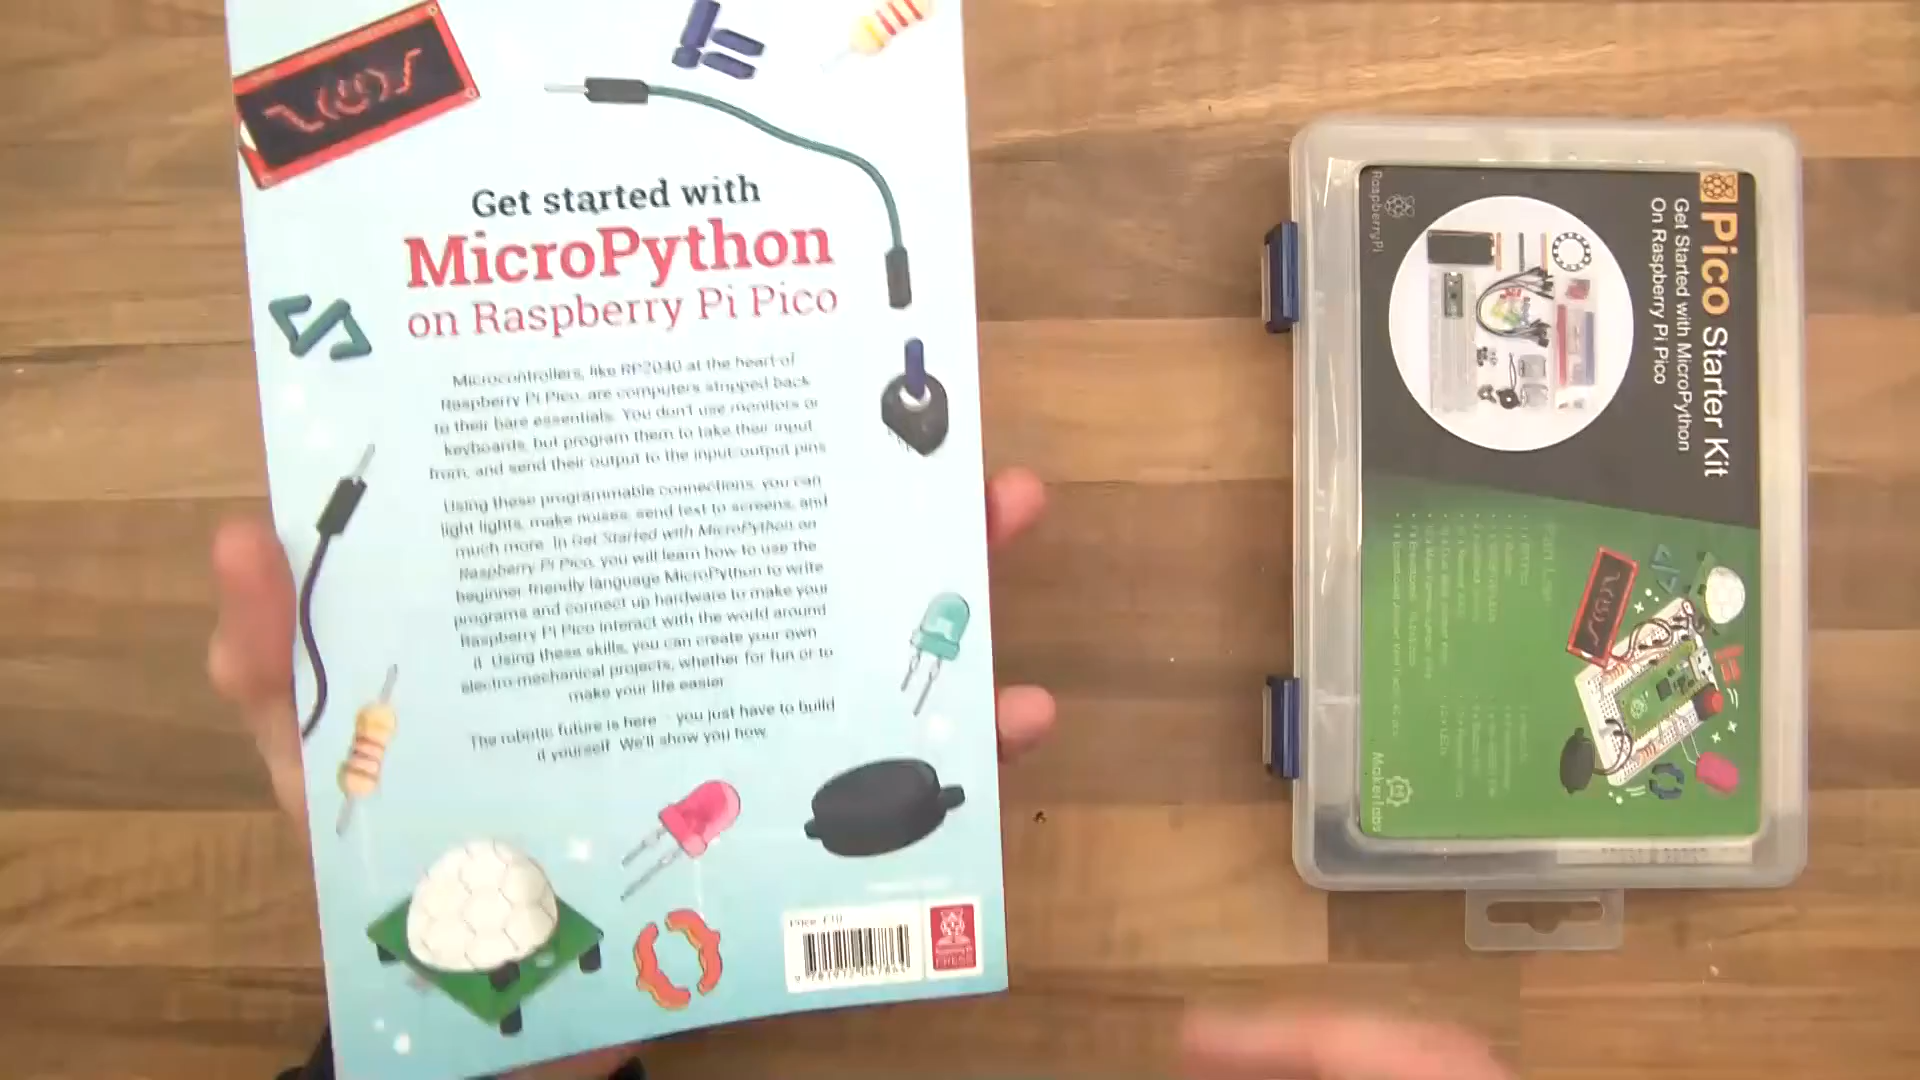 Get started with
MicroPython
on Raspberry Pi Pico
Microcontrollers, like RP2040 at the heart of
Raspberry Pi Pico, are computers stripped back
to their bare essentials. You don't use monitors or
keyboards, but program them to take their input
from, and send their output to the input/output pins
Using these programmable connections, you can
light lights, make noises, send text to screens, and
much more. In Get Started with MicroPython on
Raspberry Pi Pico, you will learn how to use the
beginner-friendly language MicroPython to write
programs and connect up hardware to make your
Raspberry Pi Pico interact with the world around
it. Using these skills, you can create your own
electro-mechanical projects, whether for fun or to
make your life easier
The robotic future is here - you just have to build
it yourself. We'll show you how
Price: £10
Raspberry Pi
PRESS
Pico Starter Kit
Get Started with MicroPython
On Raspberry Pi Pico
RaspberryPi
Makerlabs